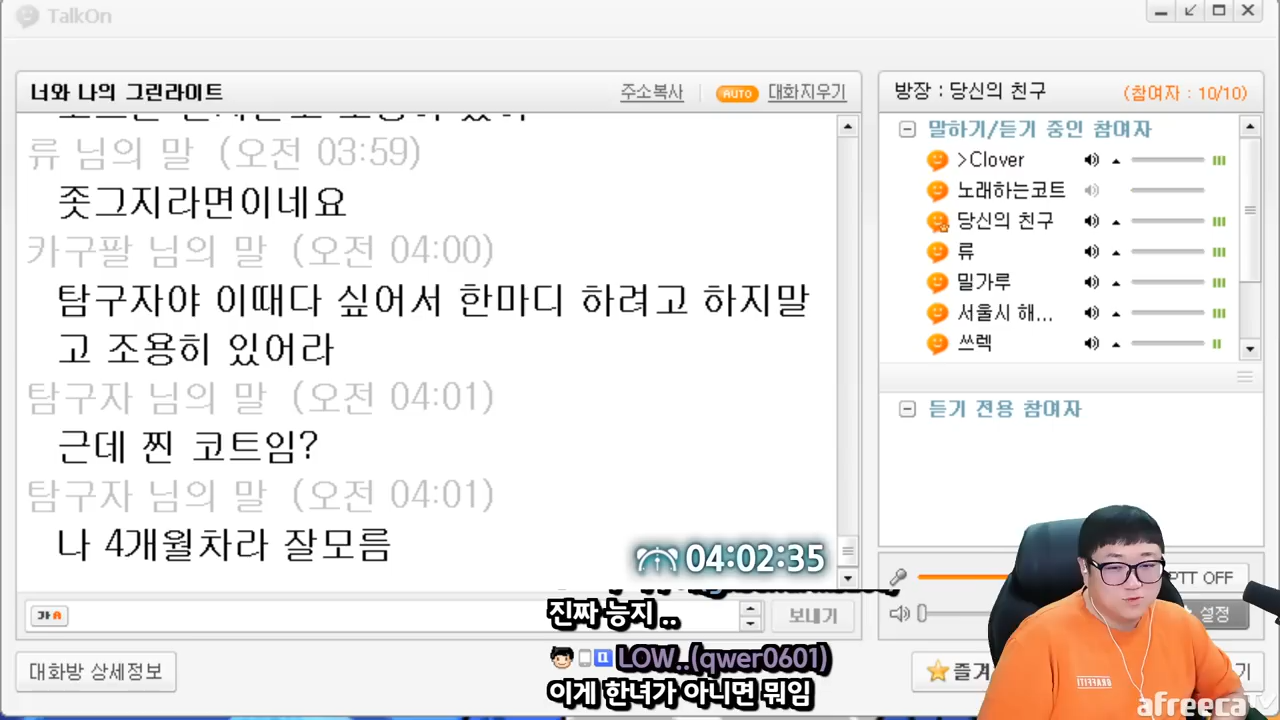 TalkOn
너와 나의 그린라이트
주소복사
AUTO
대화지우기
류 님의 말 (오전 03:59)
좃그지라면이네요
카구팔 님의 말 (오전 04:00)
탐구자야 이때다 싶어서 한마디 하려고 하지말
고 조용히 있어라
탐구자 님의 말 (오전 04:01)
근데 찐 코트임?
탐구자 님의 말 (오전 04:01)
나 4개월차라 잘모름
04:02:35
가A
보내기
대화방 상세정보
방장 : 당신의 친구
(참여자 : 10/10)
말하기/듣기 중인 참여자
>Clover
노래하는코트
당신의 친구
류
밀가루
서울시 해...
쓰렉
듣기 전용 참여자
PTT OFF
설정
진짜 능지 ..
LOW..(qwer0601)
이게 한녀가 아니면 뭐임
GRAFFITI
afreecaTV